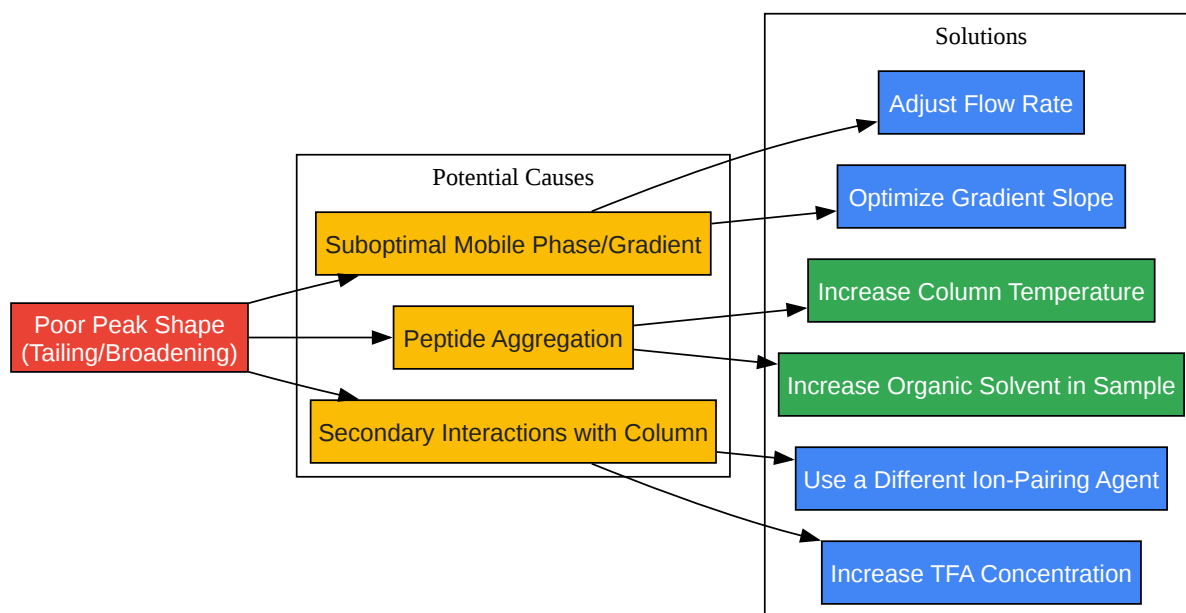 Poor Peak Shape
(Tailing/Broadening)
Potential Causes
Suboptimal Mobile Phase/Gradient
Peptide Aggregation
Secondary Interactions with Column
Solutions
Adjust Flow Rate
Optimize Gradient Slope
Increase Column Temperature
Increase Organic Solvent in Sample
Use a Different Ion-Pairing Agent
Increase TFA Concentration